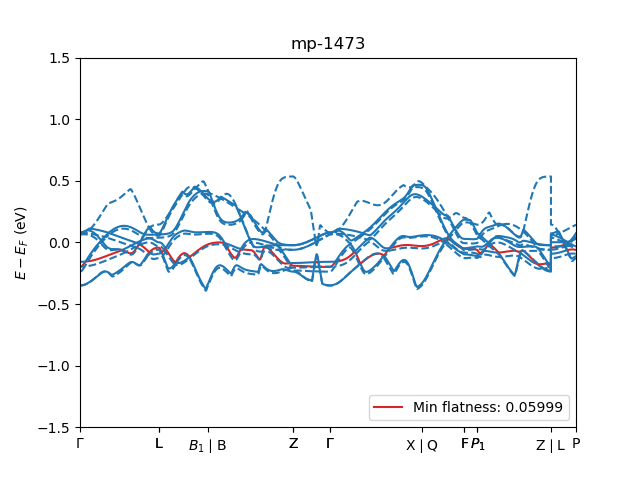 mp-1473
E − E_F (eV)
1.5
1.0
0.5
0.0
−0.5
−1.0
−1.5
Min flatness: 0.05999
Γ L B₁ | B Z Γ X | Q F P₁ Z | L P